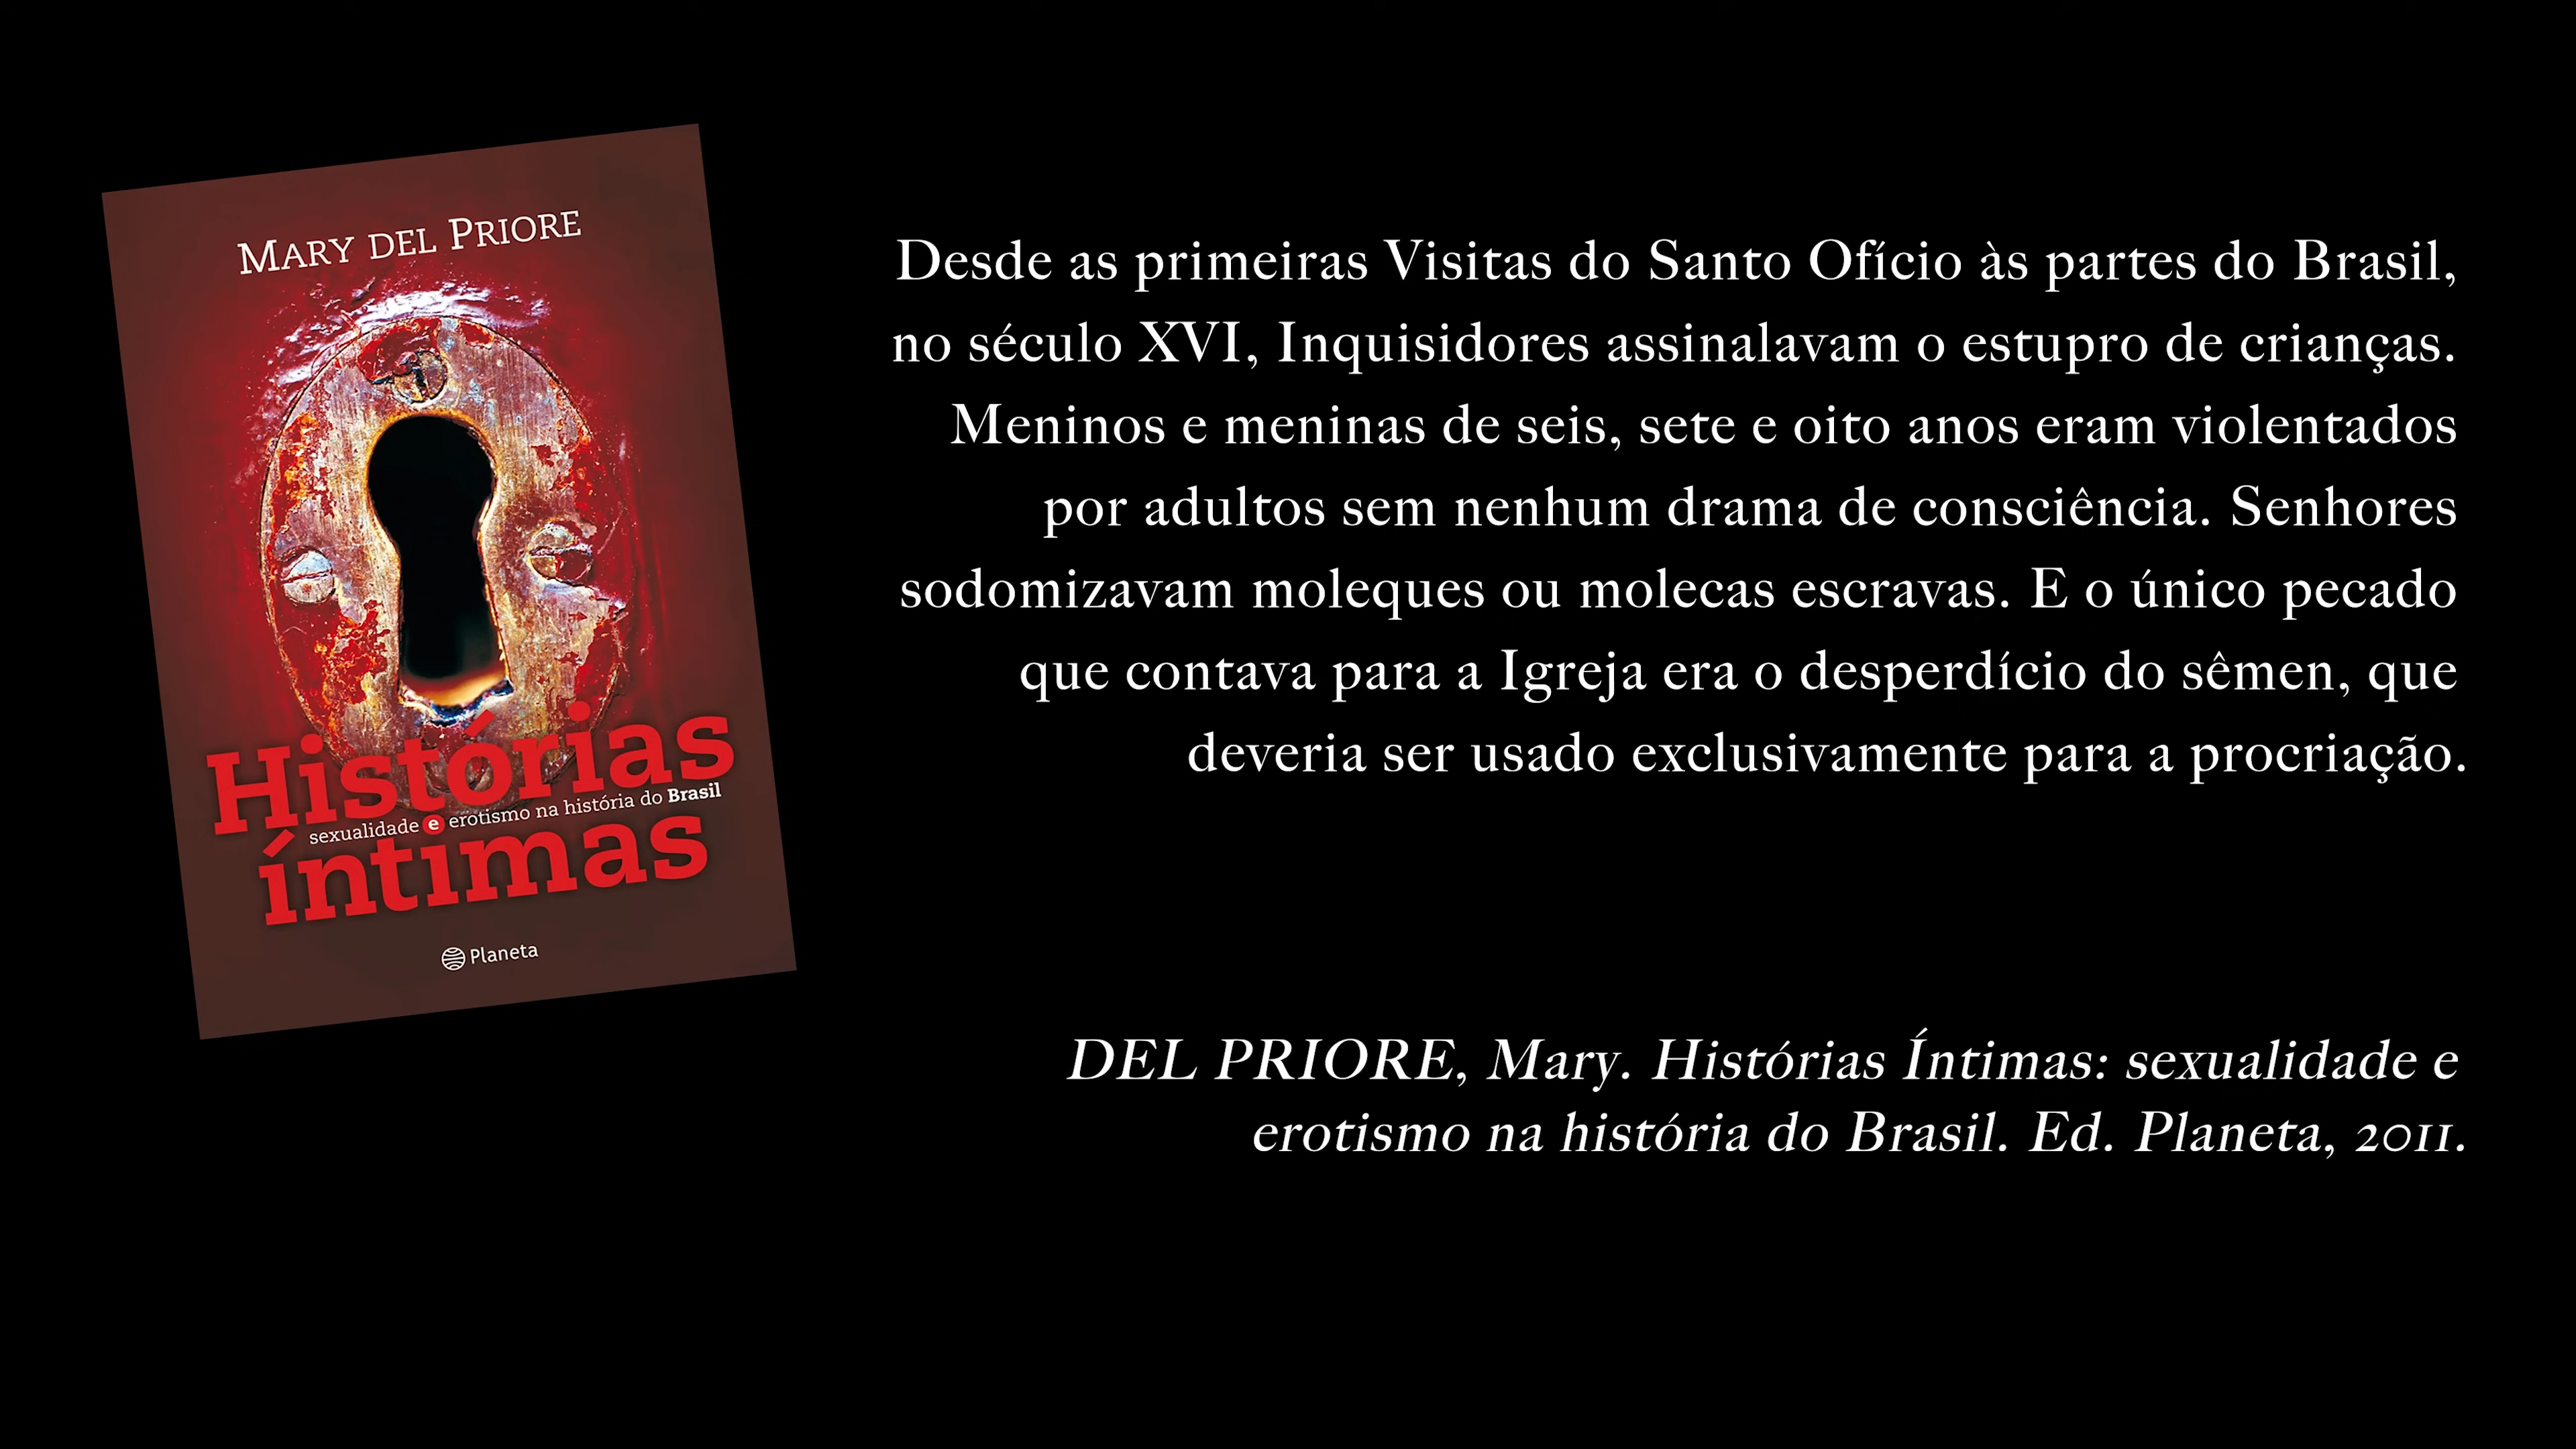 MARY DEL PRIORE
Histórias
sexualidade e erotismo na história do Brasil
íntimas
Planeta
Desde as primeiras Visitas do Santo Ofício às partes do Brasil,
no século XVI, Inquisidores assinalavam o estupro de crianças.
Meninos e meninas de seis, sete e oito anos eram violentados
por adultos sem nenhum drama de consciência. Senhores
sodomizavam moleques ou molecas escravas. E o único pecado
que contava para a Igreja era o desperdício do sêmen, que
deveria ser usado exclusivamente para a procriação.
DEL PRIORE, Mary. Histórias Íntimas: sexualidade e
erotismo na história do Brasil. Ed. Planeta, 2011.